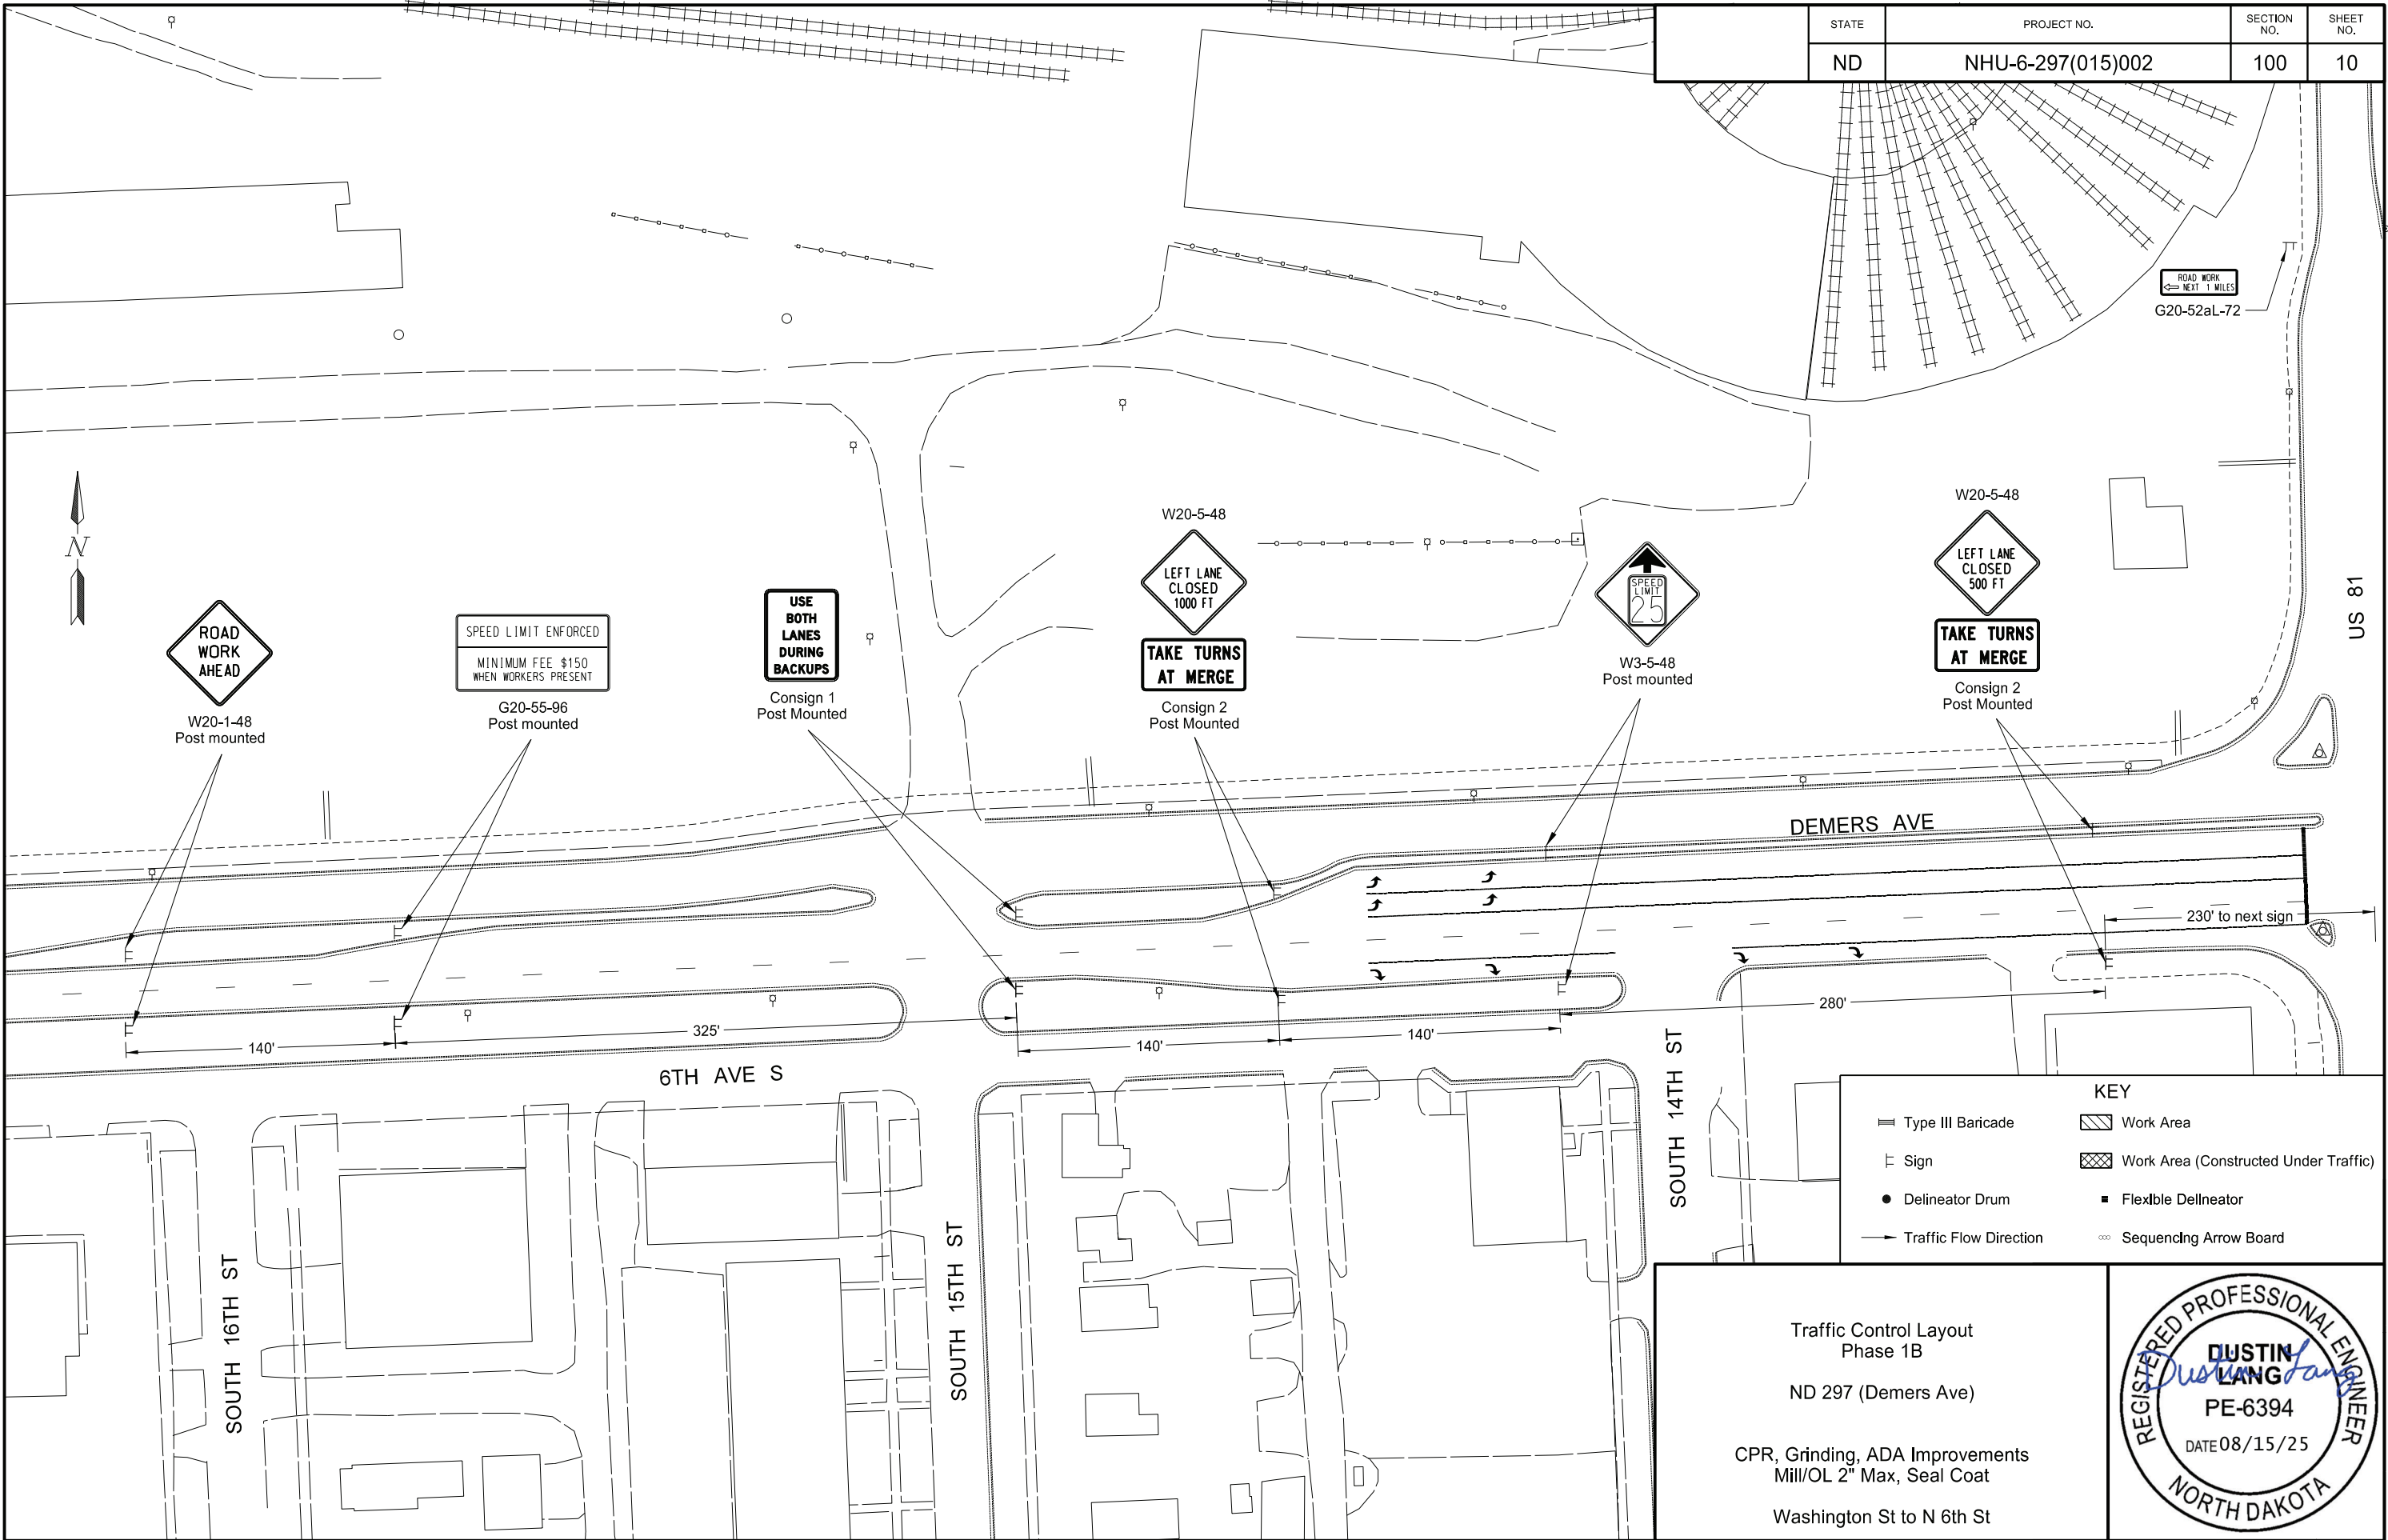 STATE
PROJECT NO.
SECTION
NO.
SHEET
NO.
ND
NHU-6-297(015)002
100
10
ROAD WORK
NEXT 1 MILES
G20-52aL-72
US 81
N
ROAD
WORK
AHEAD
W20-1-48
Post mounted
SPEED LIMIT ENFORCED
MINIMUM FEE $150
WHEN WORKERS PRESENT
G20-55-96
Post mounted
USE
BOTH
LANES
DURING
BACKUPS
Consign 1
Post Mounted
W20-5-48
LEFT LANE
CLOSED
1000 FT
TAKE TURNS
AT MERGE
Consign 2
Post Mounted
SPEED
LIMIT
25
W3-5-48
Post mounted
W20-5-48
LEFT LANE
CLOSED
500 FT
TAKE TURNS
AT MERGE
Consign 2
Post Mounted
DEMERS AVE
230' to next sign
140'
325'
140'
140'
280'
6TH AVE S
SOUTH 16TH ST
SOUTH 15TH ST
SOUTH 14TH ST
KEY
Type III Baricade
Work Area
Sign
Work Area (Constructed Under Traffic)
Delineator Drum
Flexible Delineator
Traffic Flow Direction
Sequencing Arrow Board
Traffic Control Layout
Phase 1B
ND 297 (Demers Ave)
CPR, Grinding, ADA Improvements
Mill/OL 2" Max, Seal Coat
Washington St to N 6th St
REGISTERED PROFESSIONAL ENGINEER
DUSTIN
LANG
Dustin Lang
PE-6394
DATE 08/15/25
NORTH DAKOTA